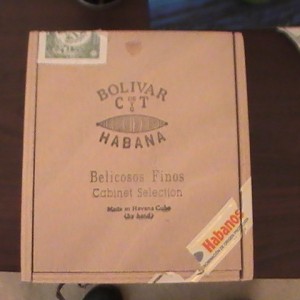 BOLIVAR
C & T
HABANA
Belicosos Finos
Cabinet Selection
Made in Havana Cuba
(by hand)
Habanos